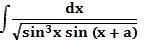 ∫ dx / √(sin³x sin (x + a))